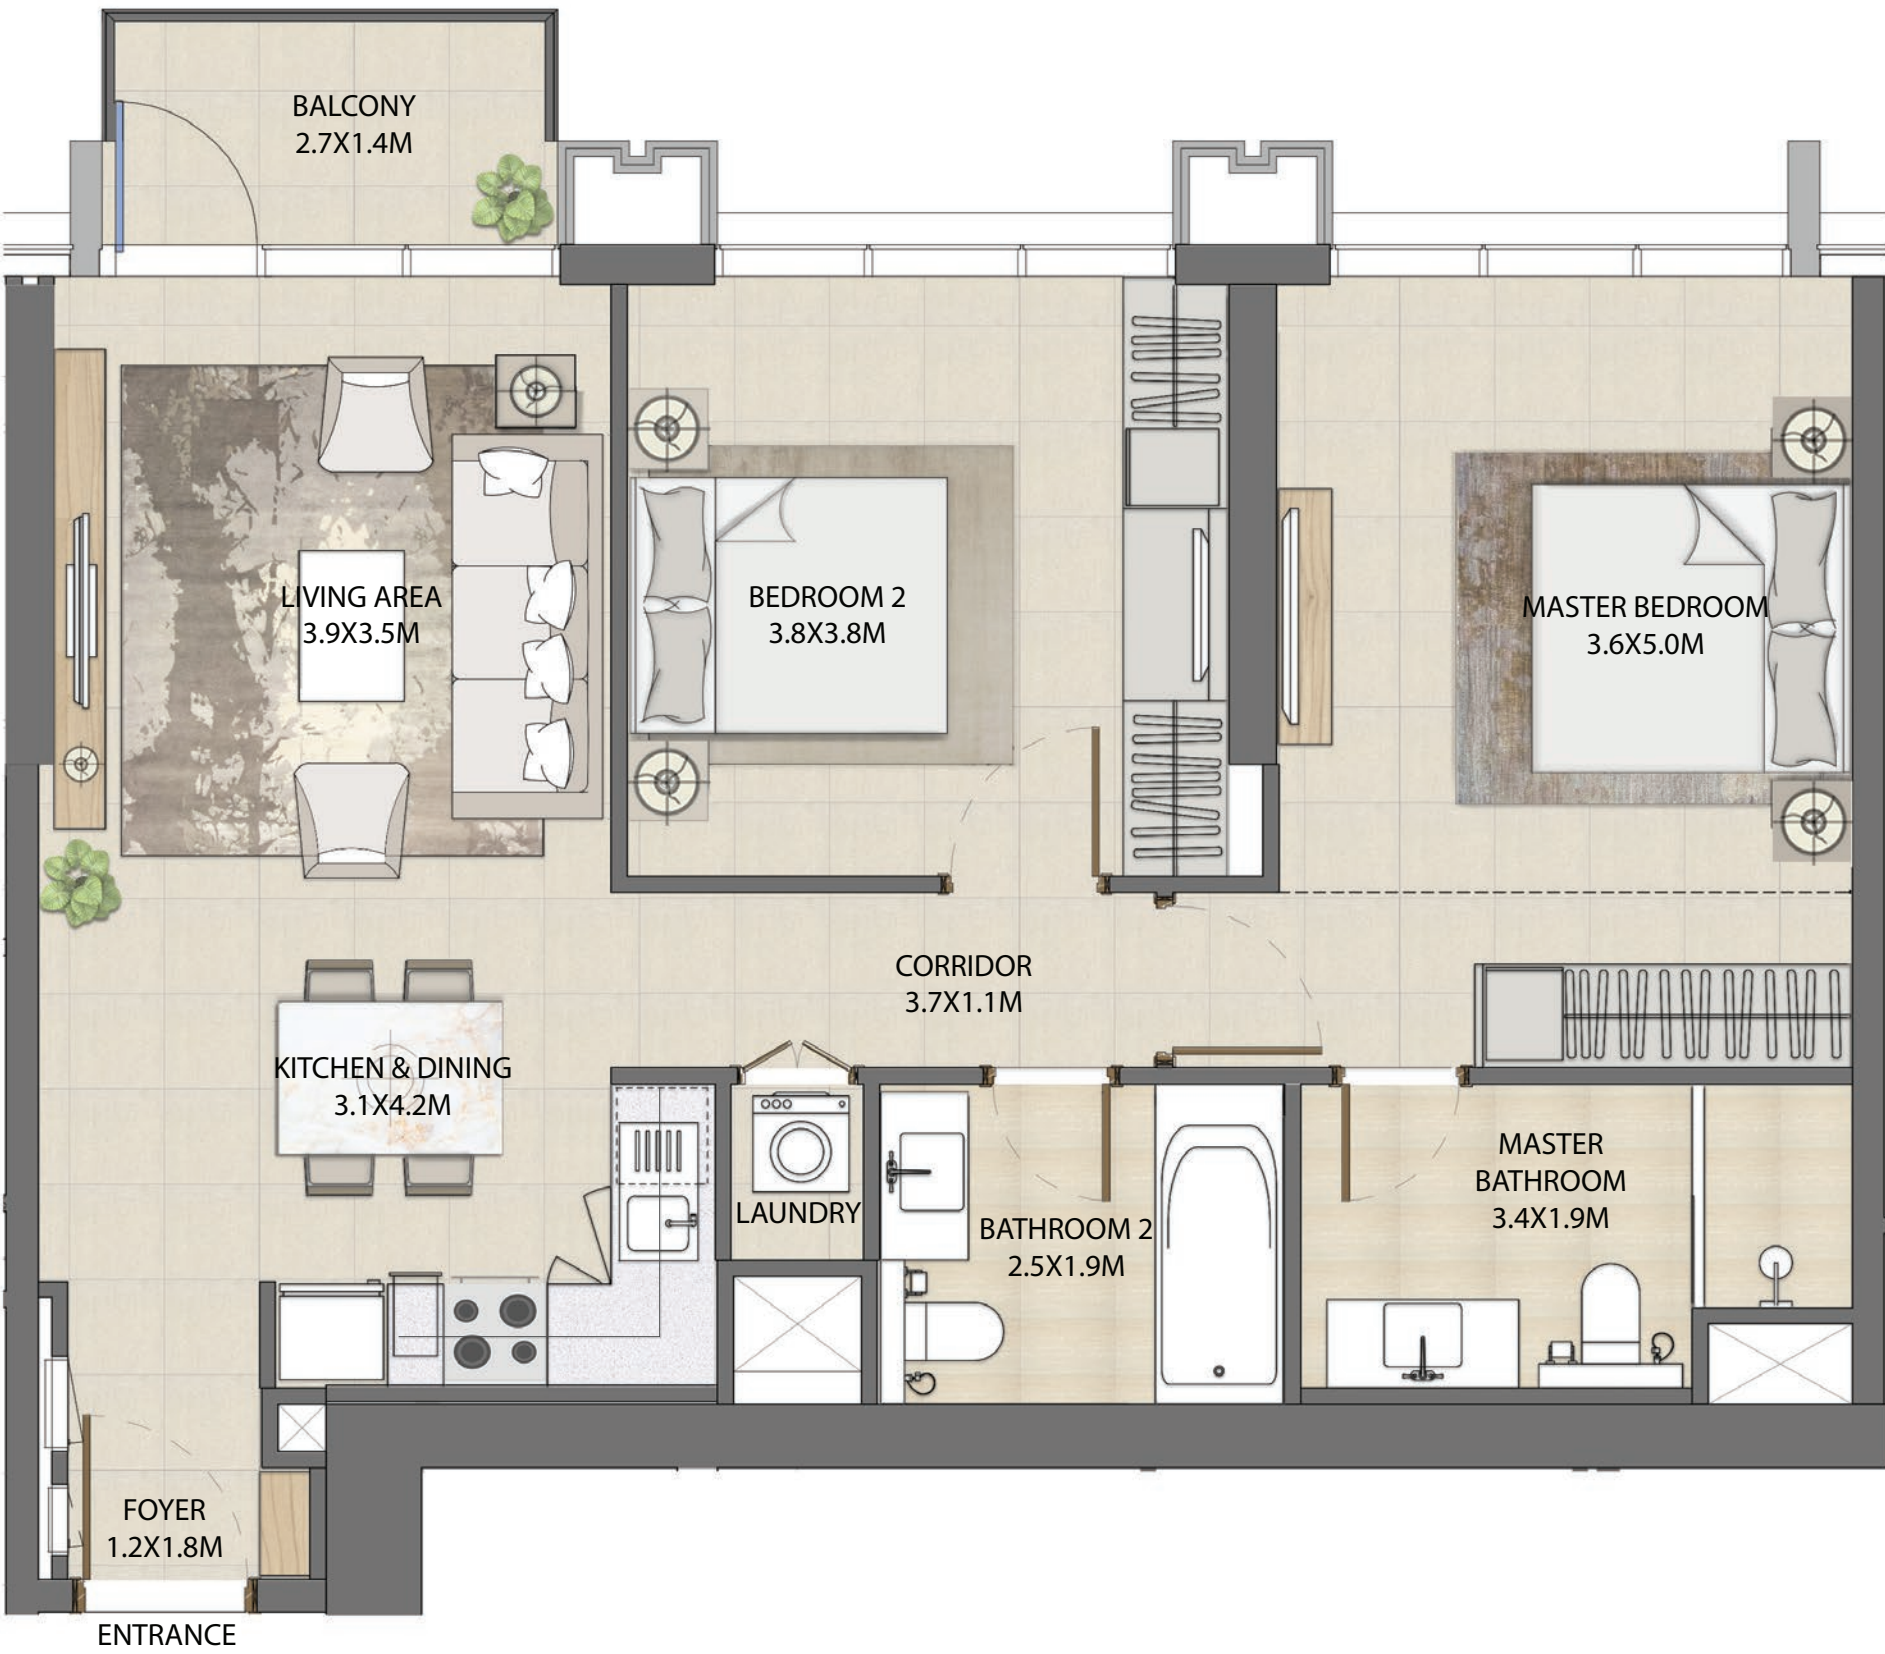 BALCONY
2.7X1.4M
LIVING AREA
3.9X3.5M
BEDROOM 2
3.8X3.8M
MASTER BEDROOM
3.6X5.0M
CORRIDOR
3.7X1.1M
KITCHEN & DINING
3.1X4.2M
LAUNDRY
BATHROOM 2
2.5X1.9M
MASTER
BATHROOM
3.4X1.9M
FOYER
1.2X1.8M
ENTRANCE